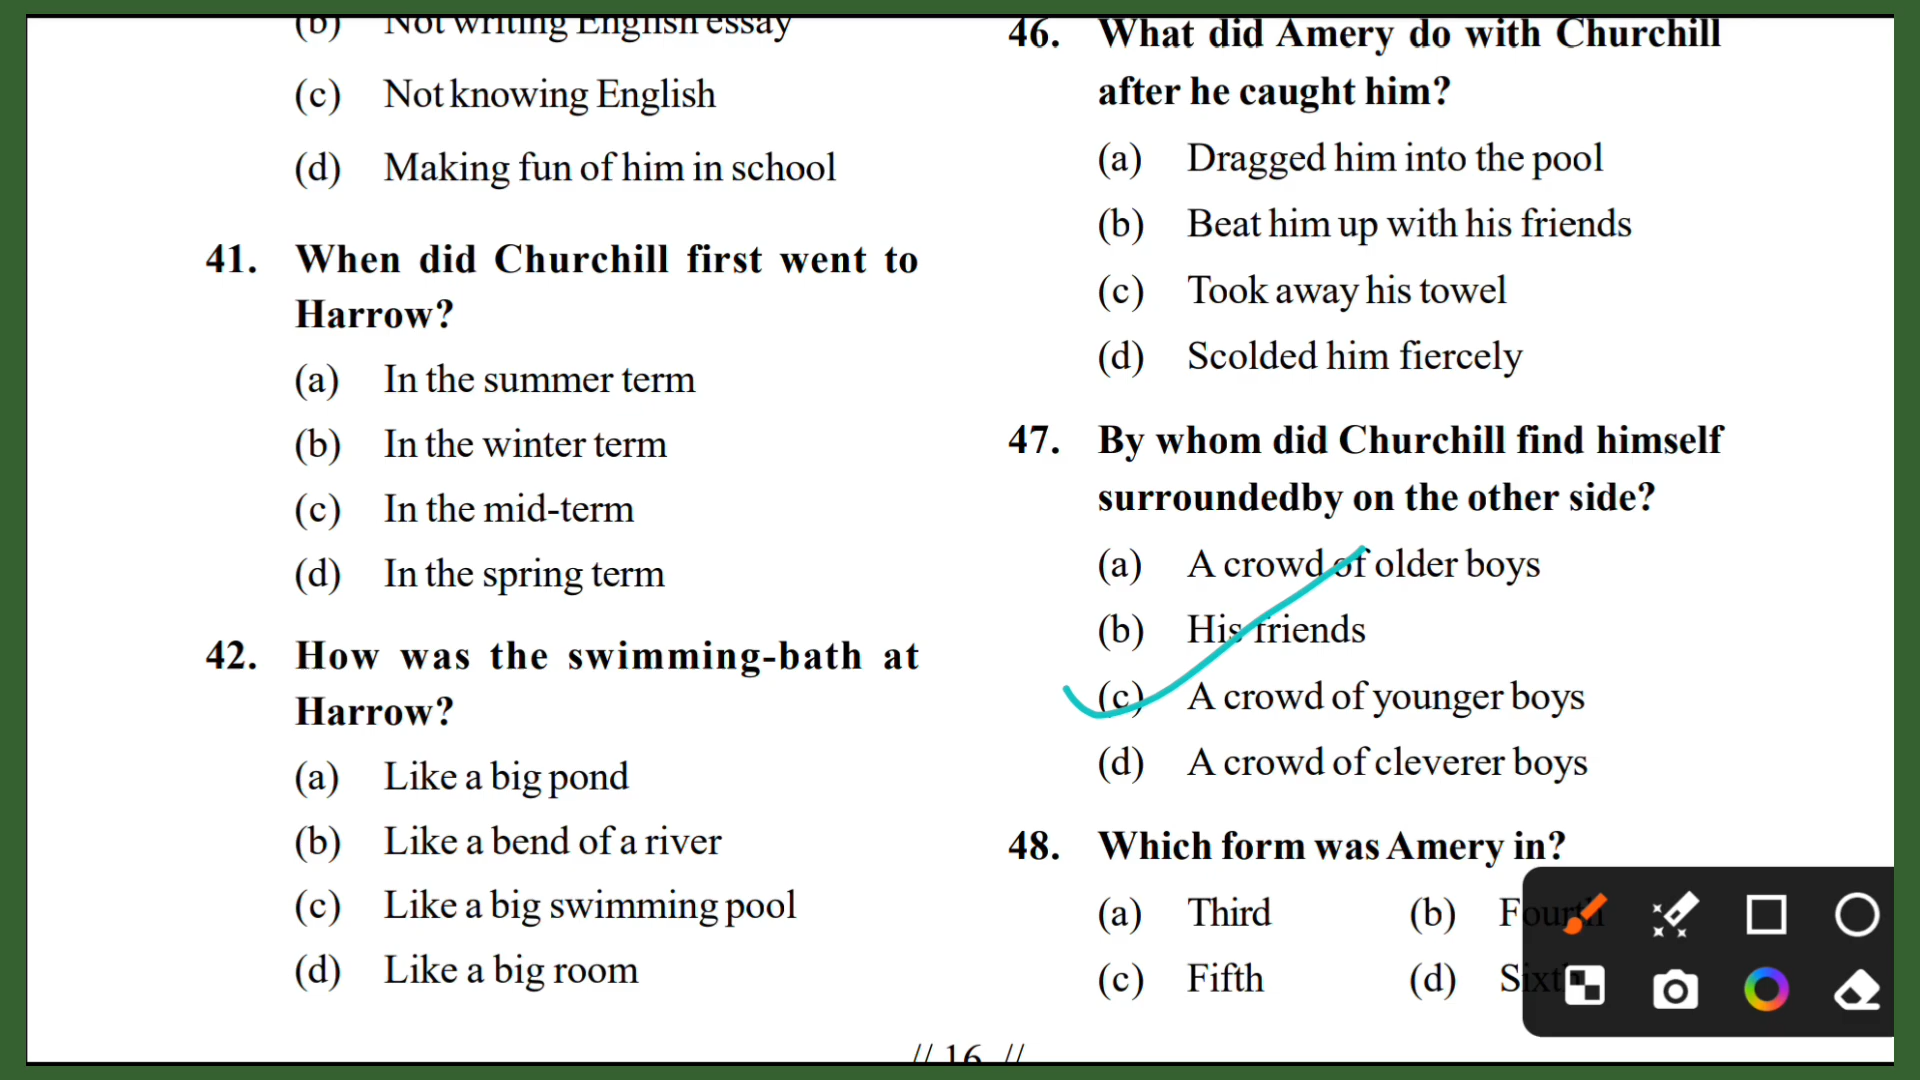 (b) Not writing English essay
(c) Not knowing English
(d) Making fun of him in school
41. When did Churchill first went to
Harrow?
(a) In the summer term
(b) In the winter term
(c) In the mid-term
(d) In the spring term
42. How was the swimming-bath at
Harrow?
(a) Like a big pond
(b) Like a bend of a river
(c) Like a big swimming pool
(d) Like a big room
46. What did Amery do with Churchill
after he caught him?
(a) Dragged him into the pool
(b) Beat him up with his friends
(c) Took away his towel
(d) Scolded him fiercely
47. By whom did Churchill find himself
surroundedby on the other side?
(a) A crowd of older boys
(b) His friends
(c) A crowd of younger boys
(d) A crowd of cleverer boys
48. Which form was Amery in?
(a) Third (b) Fourth
(c) Fifth (d) Sixth
// 16 //